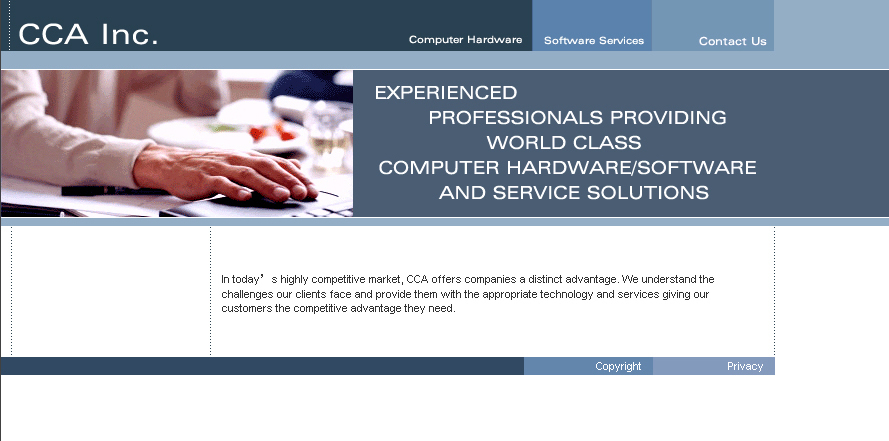 CCA Inc.
Computer Hardware
Software Services
Contact Us
EXPERIENCED
PROFESSIONALS PROVIDING
WORLD CLASS
COMPUTER HARDWARE/SOFTWARE
AND SERVICE SOLUTIONS
In today’s highly competitive market, CCA offers companies a distinct advantage. We understand the
challenges our clients face and provide them with the appropriate technology and services giving our
customers the competitive advantage they need.
Copyright
Privacy